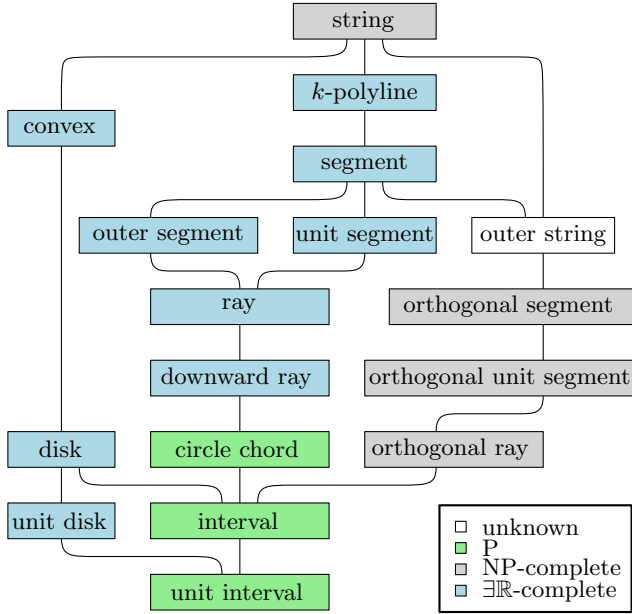 string
k-polyline
convex
segment
outer segment
unit segment
outer string
ray
orthogonal segment
downward ray
orthogonal unit segment
disk
circle chord
orthogonal ray
unit disk
interval
unit interval
unknown
P
NP-complete
∃ℝ-complete